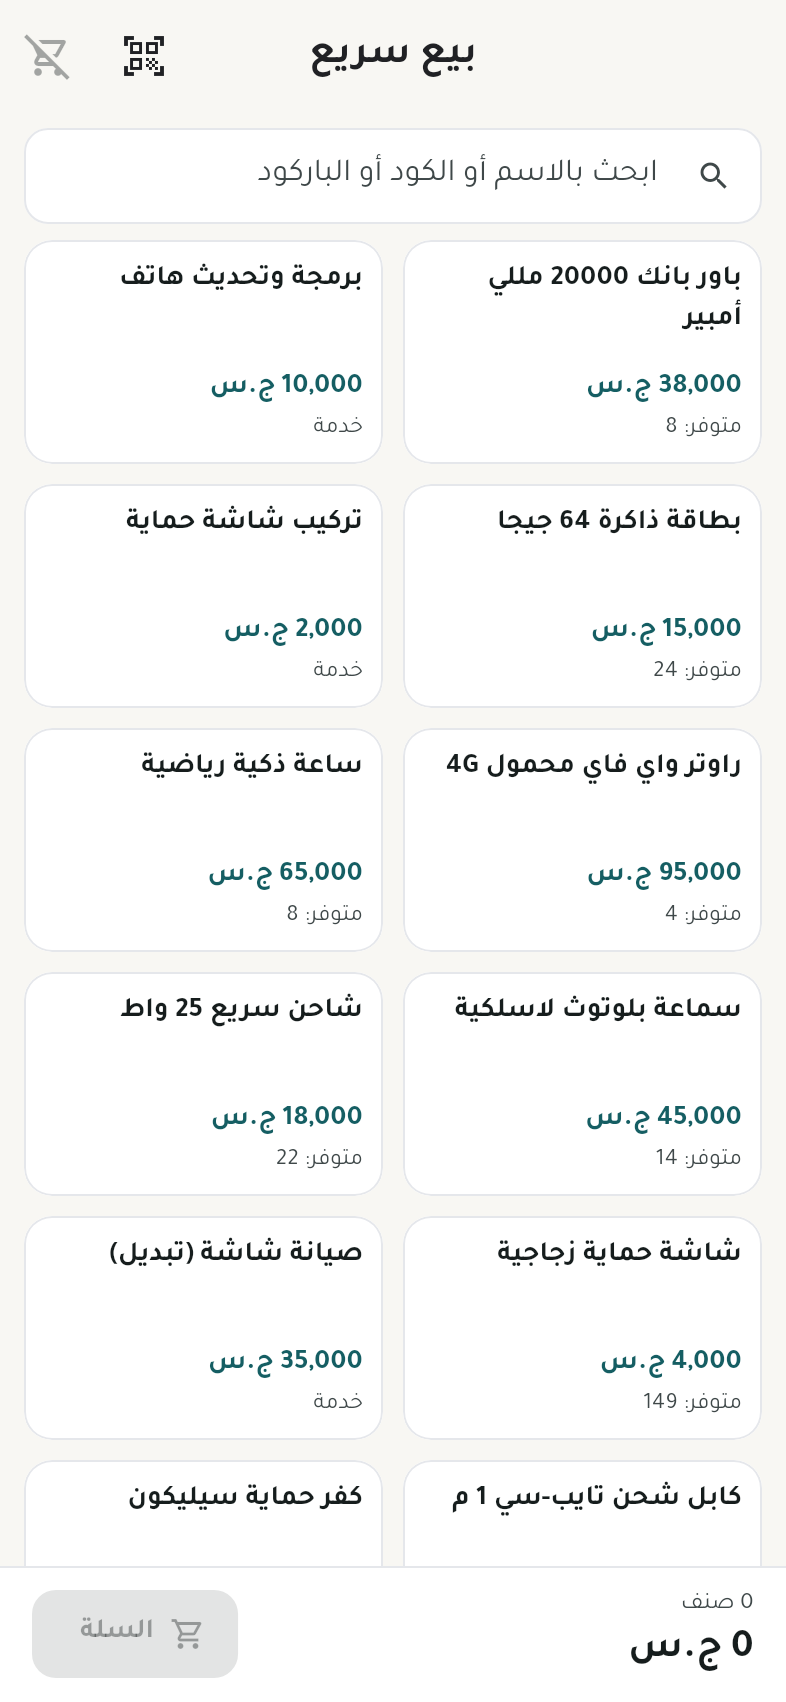 بيع سريع
ابحث بالاسم أو الكود أو الباركود
باور بانك 20000 مللي
أمبير
38,000 ج.س
متوفر: 8
برمجة وتحديث هاتف
10,000 ج.س
خدمة
بطاقة ذاكرة 64 جيجا
15,000 ج.س
متوفر: 24
تركيب شاشة حماية
2,000 ج.س
خدمة
راوتر واي فاي محمول 4G
95,000 ج.س
متوفر: 4
ساعة ذكية رياضية
65,000 ج.س
متوفر: 8
سماعة بلوتوث لاسلكية
45,000 ج.س
متوفر: 14
شاحن سريع 25 واط
18,000 ج.س
متوفر: 22
شاشة حماية زجاجية
4,000 ج.س
متوفر: 149
صيانة شاشة (تبديل)
35,000 ج.س
خدمة
كابل شحن تايب-سي 1 م
كفر حماية سيليكون
0 صنف
0 ج.س
السلة